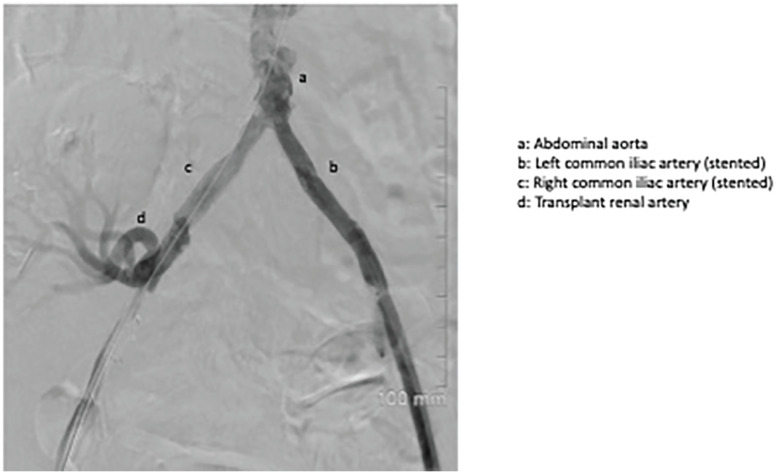 a
b
c
d
100 mm
a: Abdominal aorta
b: Left common iliac artery (stented)
c: Right common iliac artery (stented)
d: Transplant renal artery